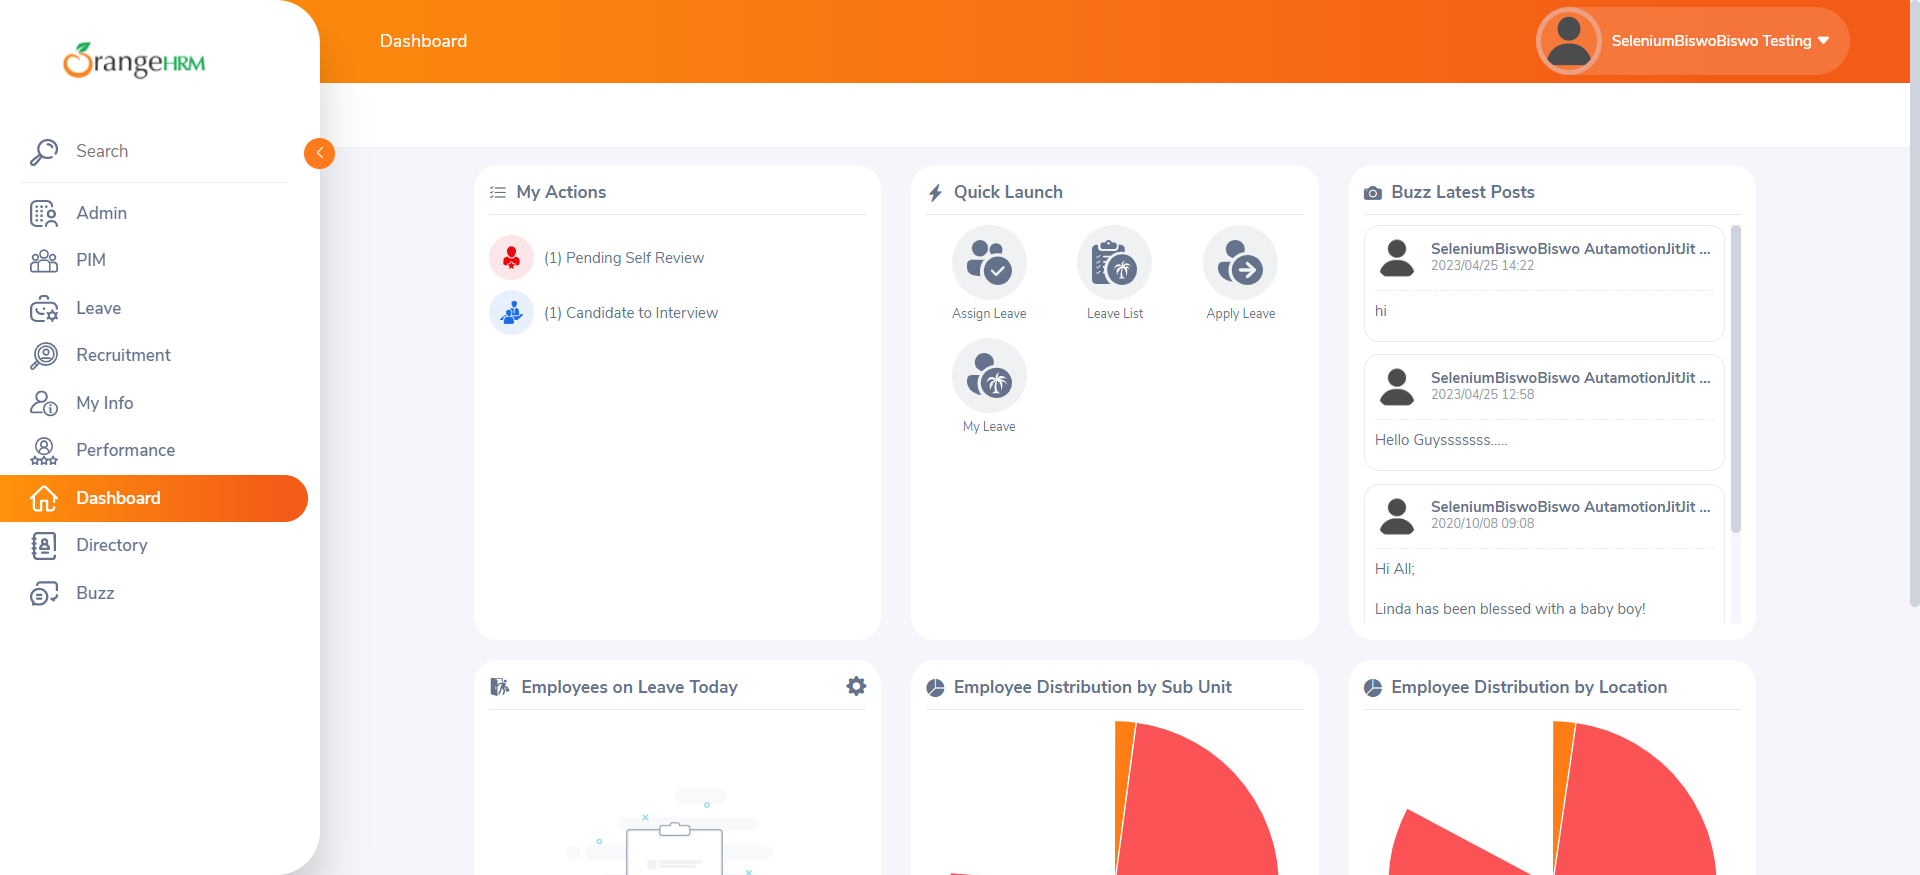 OrangeHRM
Search
Admin
PIM
Leave
Recruitment
My Info
Performance
Dashboard
Directory
Buzz
Dashboard
SeleniumBiswoBiswo Testing
My Actions
(1) Pending Self Review
(1) Candidate to Interview
Quick Launch
Assign Leave
Leave List
Apply Leave
My Leave
Buzz Latest Posts
SeleniumBiswoBiswo AutamotionJitJit ...
2023/04/25 14:22
hi
SeleniumBiswoBiswo AutamotionJitJit ...
2023/04/25 12:58
Hello Guysssssss.....
SeleniumBiswoBiswo AutamotionJitJit ...
2020/10/08 09:08
Hi All;
Linda has been blessed with a baby boy!
Employees on Leave Today
Employee Distribution by Sub Unit
Employee Distribution by Location